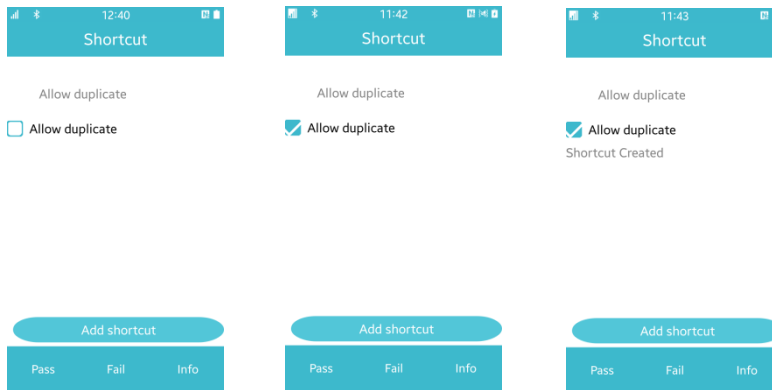 12:40
Shortcut
Allow duplicate
Allow duplicate
Add shortcut
Pass Fail Info
11:42
Shortcut
Allow duplicate
Allow duplicate
Add shortcut
Pass Fail Info
11:43
Shortcut
Allow duplicate
Allow duplicate
Shortcut Created
Add shortcut
Pass Fail Info